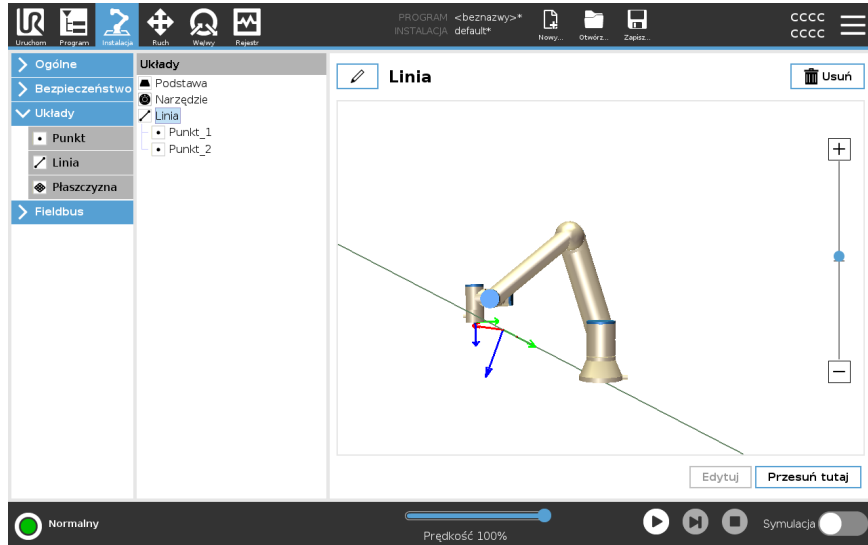 PROGRAM <beznazwy>*
INSTALACJA default*
CCCC
CCCC
Uruchom Program Instalacja Ruch We/wy Rejestr Nowy... Otwórz... Zapisz...
Ogólne
Bezpieczeństwo
Układy
Punkt
Linia
Płaszczyzna
Fieldbus
Układy
Podstawa
Narzędzie
Linia
Punkt_1
Punkt_2
Linia
Usuń
Edytuj Przesuń tutaj
Normalny
Prędkość 100%
Symulacja